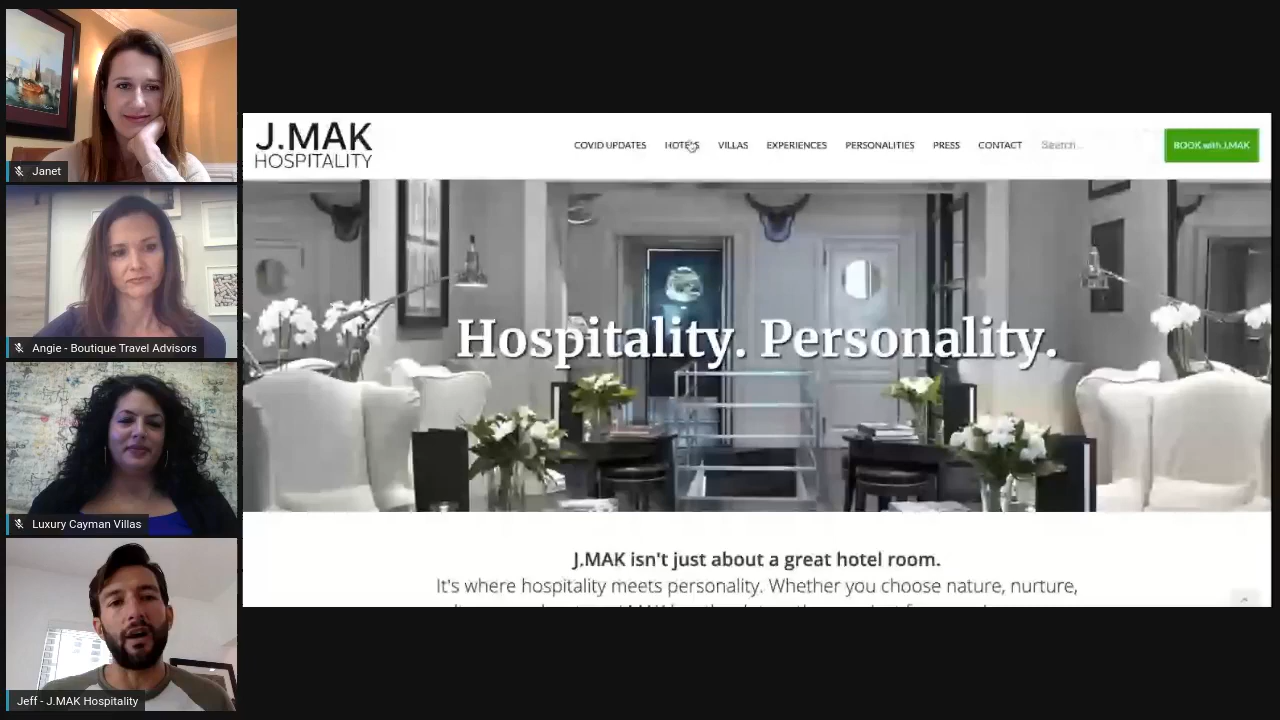 Janet
Angie - Boutique Travel Advisors
Luxury Cayman Villas
Jeff - J.MAK Hospitality
J.MAK
HOSPITALITY
COVID UPDATES HOTELS VILLAS EXPERIENCES PERSONALITIES PRESS CONTACT Search... BOOK with J.MAK
Hospitality. Personality.
J.MAK isn't just about a great hotel room.
It's where hospitality meets personality. Whether you choose nature, nurture,